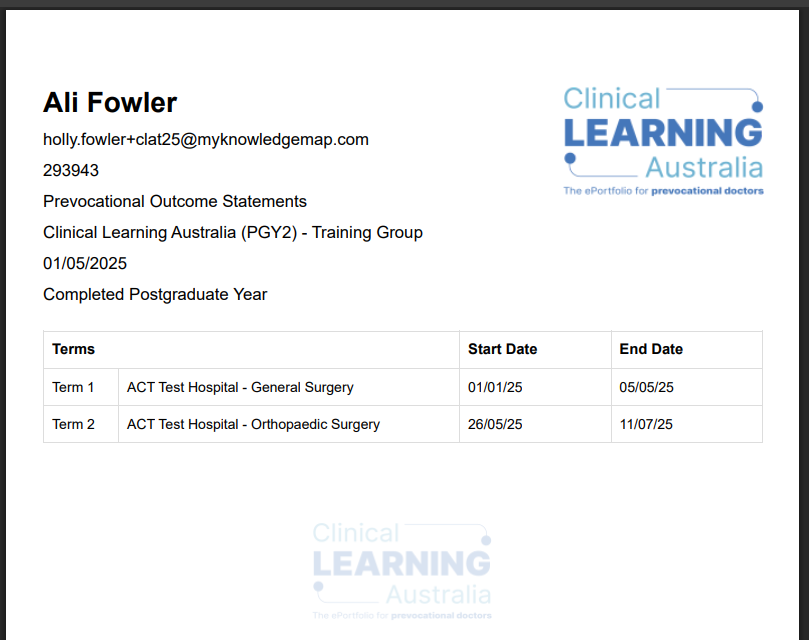 Ali Fowler
holly.fowler+clat25@myknowledgemap.com
293943
Prevocational Outcome Statements
Clinical Learning Australia (PGY2) - Training Group
01/05/2025
Completed Postgraduate Year
Clinical
LEARNING
Australia
The ePortfolio for prevocational doctors
Terms Start Date End Date
Term 1 ACT Test Hospital - General Surgery 01/01/25 05/05/25
Term 2 ACT Test Hospital - Orthopaedic Surgery 26/05/25 11/07/25
Clinical
LEARNING
Australia
The ePortfolio for prevocational doctors